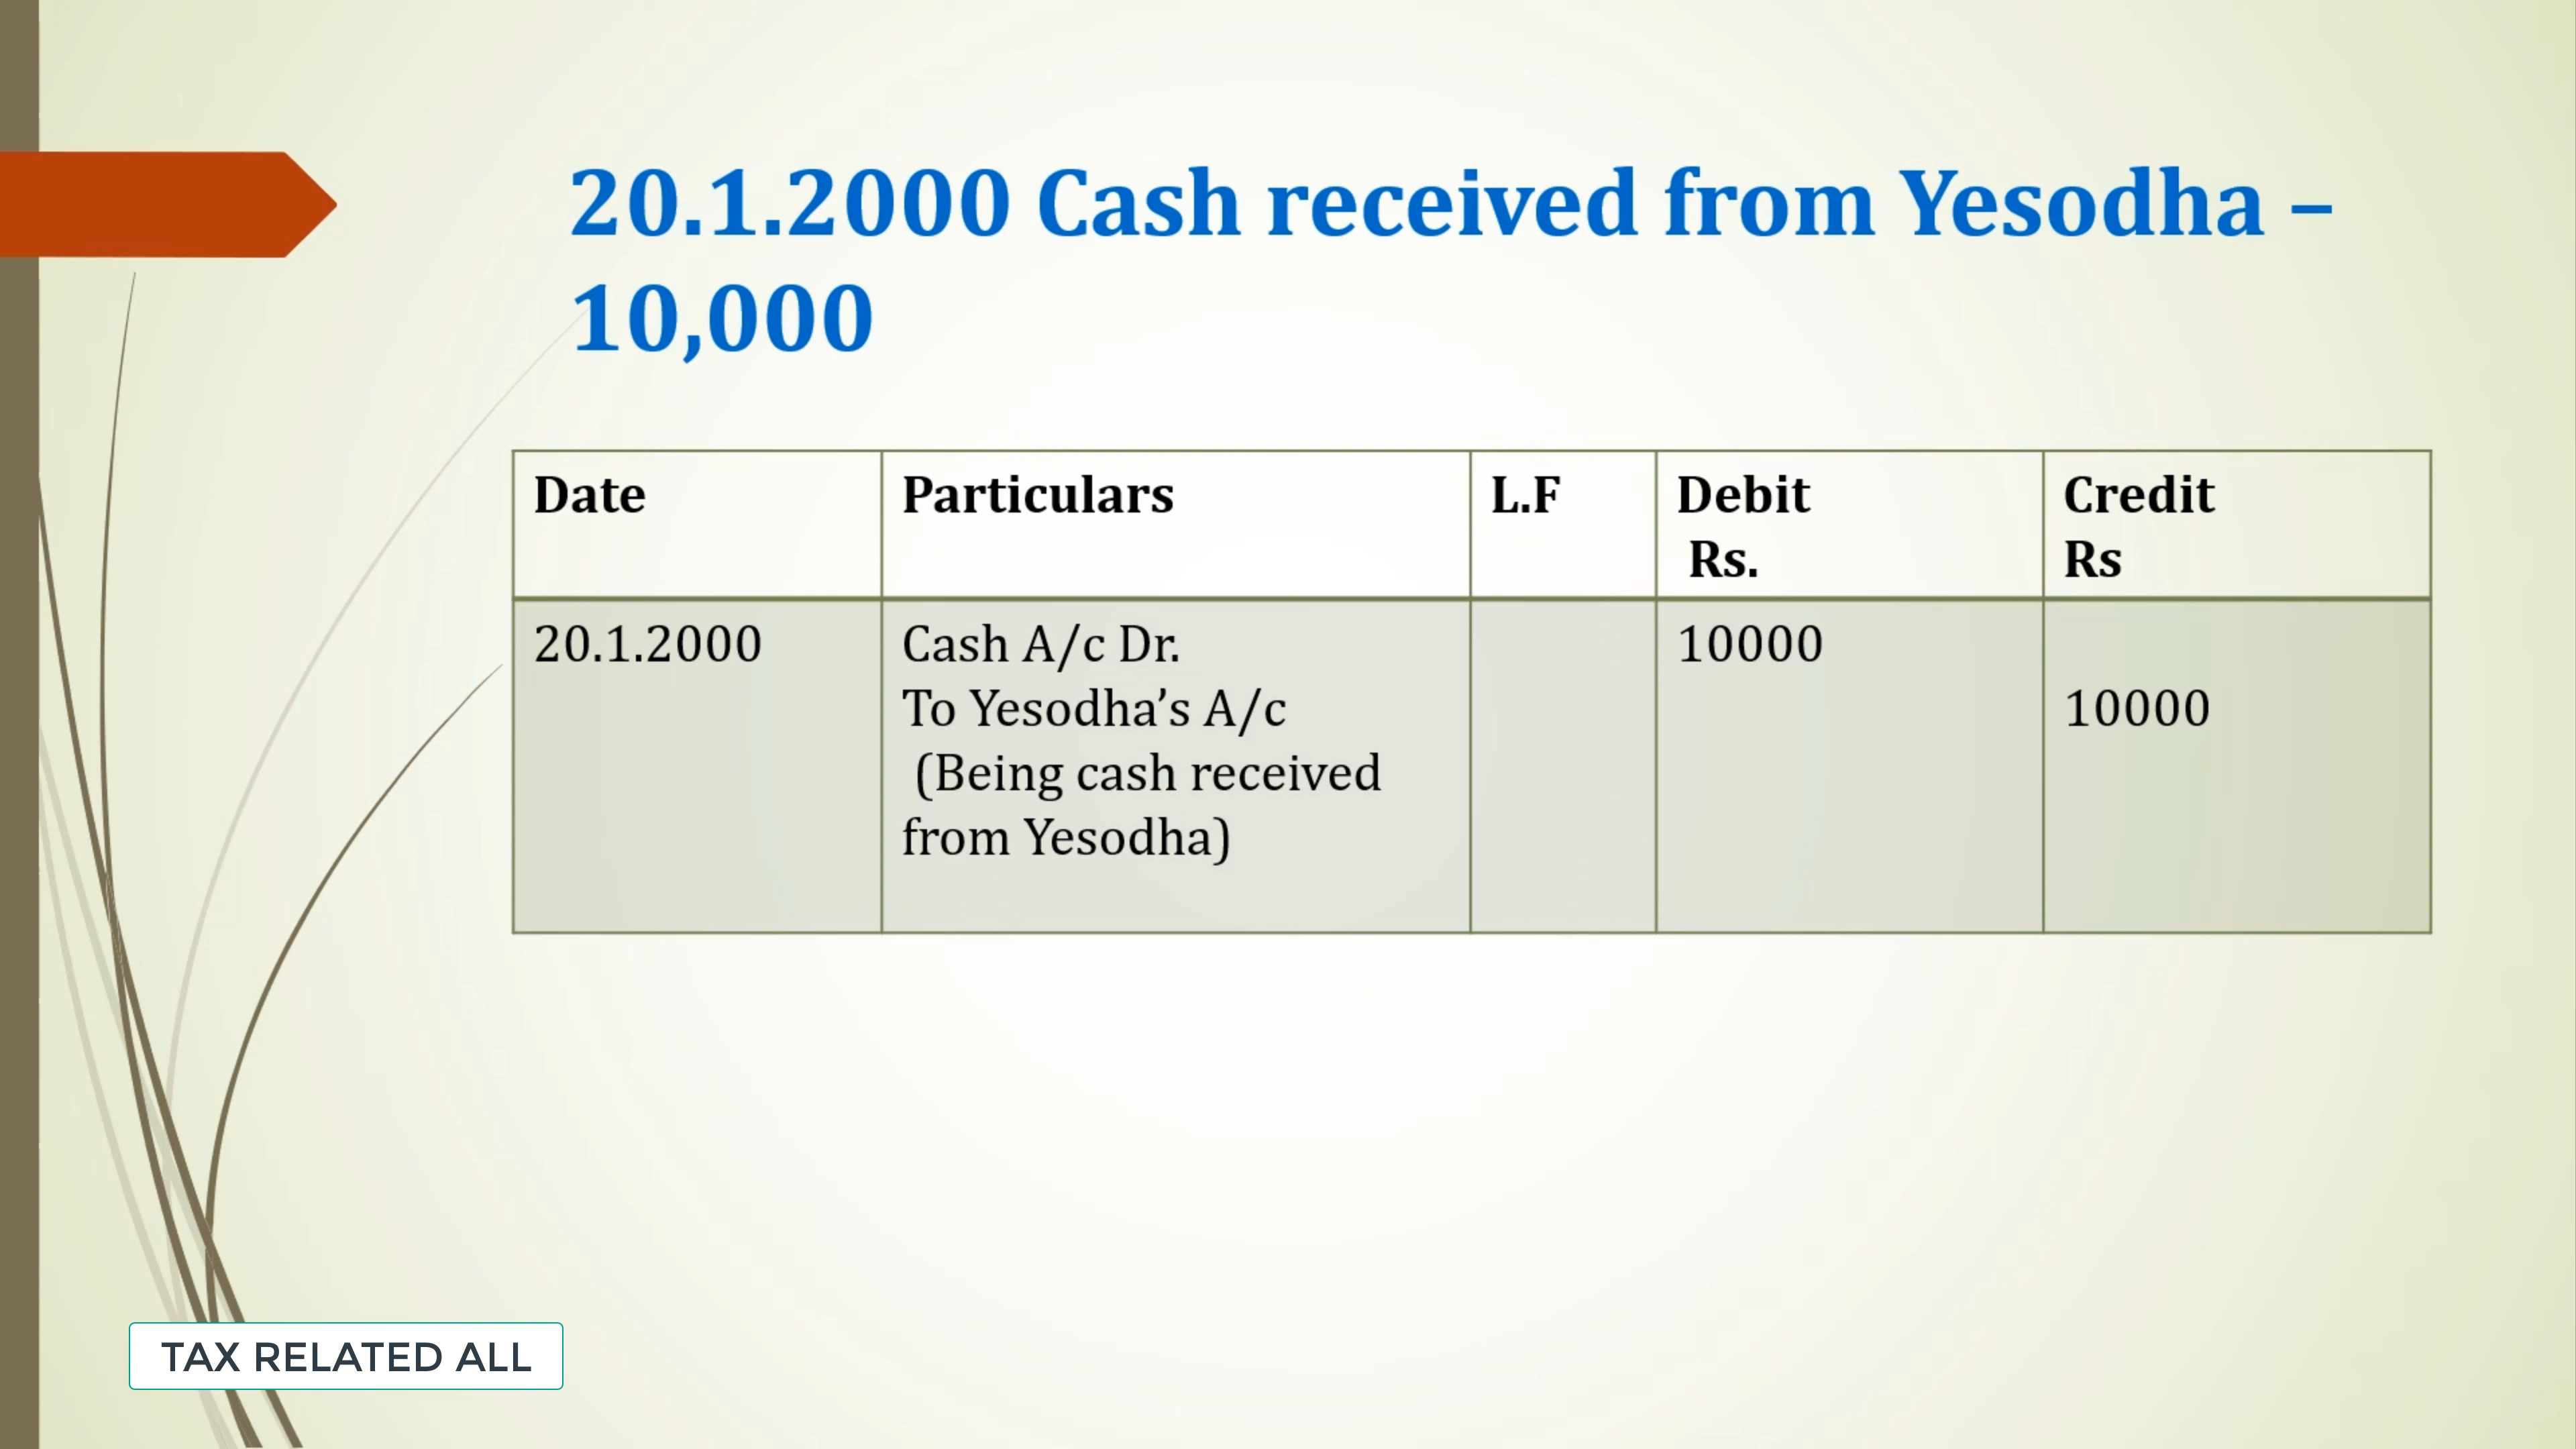 20.1.2000 Cash received from Yesodha –
10,000
Date Particulars L.F Debit Credit
Rs. Rs
20.1.2000 Cash A/c Dr. 10000
To Yesodha’s A/c 10000
(Being cash received
from Yesodha)
TAX RELATED ALL